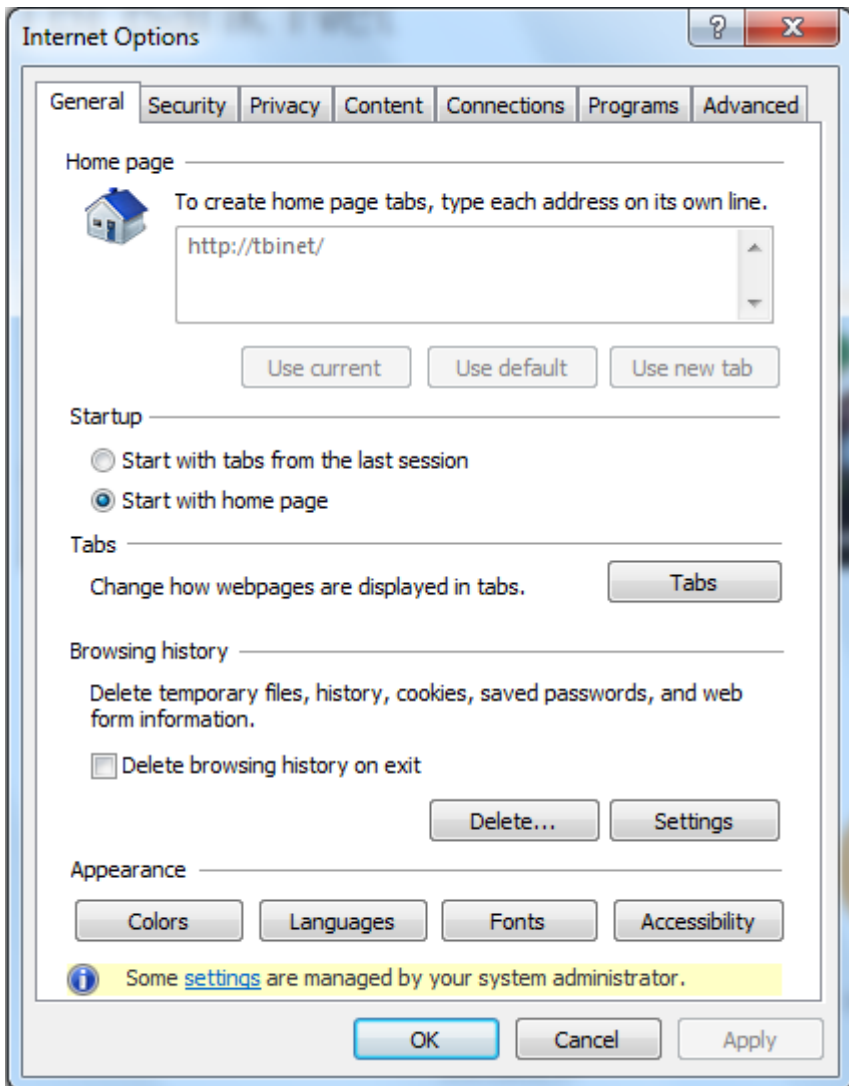 Internet Options
General Security Privacy Content Connections Programs Advanced
Home page
To create home page tabs, type each address on its own line.
http://tbinet/
Use current Use default Use new tab
Startup
Start with tabs from the last session
Start with home page
Tabs
Change how webpages are displayed in tabs. Tabs
Browsing history
Delete temporary files, history, cookies, saved passwords, and web
form information.
Delete browsing history on exit
Delete... Settings
Appearance
Colors Languages Fonts Accessibility
Some settings are managed by your system administrator.
OK Cancel Apply